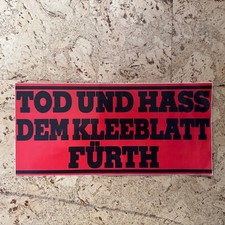 TOD UND HASS
DEM KLEEBLATT
FÜRTH